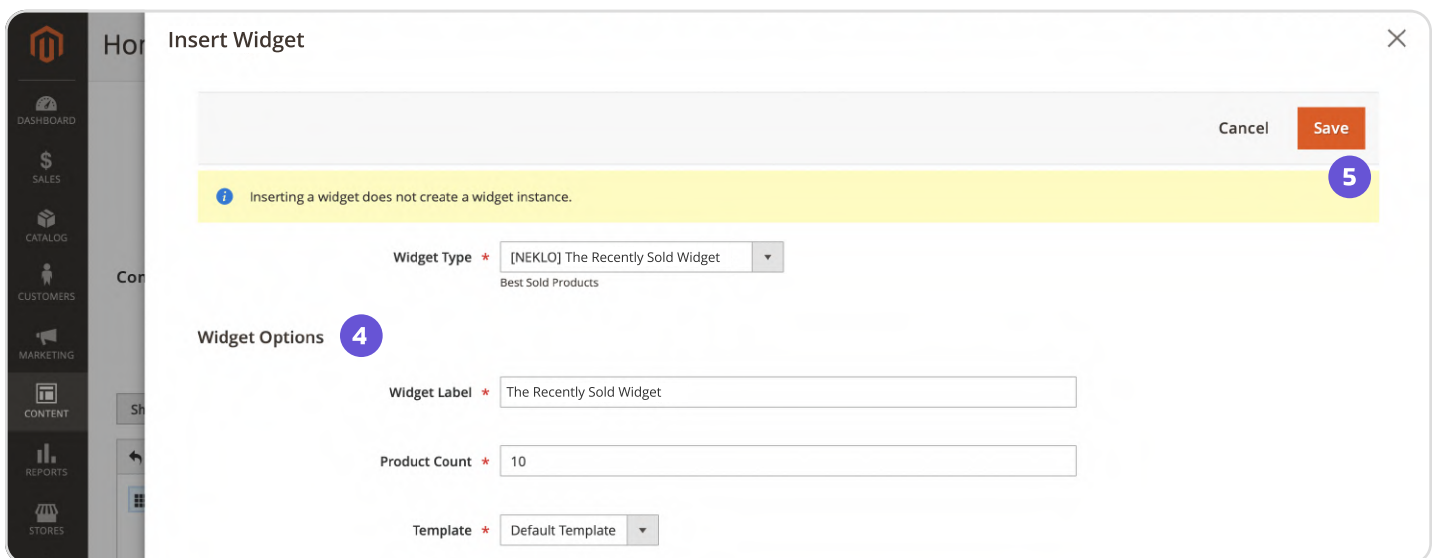 Insert Widget
Hor
DASHBOARD
Cancel Save
5
SALES
Inserting a widget does not create a widget instance.
CATALOG
Widget Type * [NEKLO] The Recently Sold Widget
Best Sold Products
Con
CUSTOMERS
Widget Options 4
MARKETING
Widget Label * The Recently Sold Widget
CONTENT
Sh
Product Count * 10
REPORTS
Template * Default Template
STORES